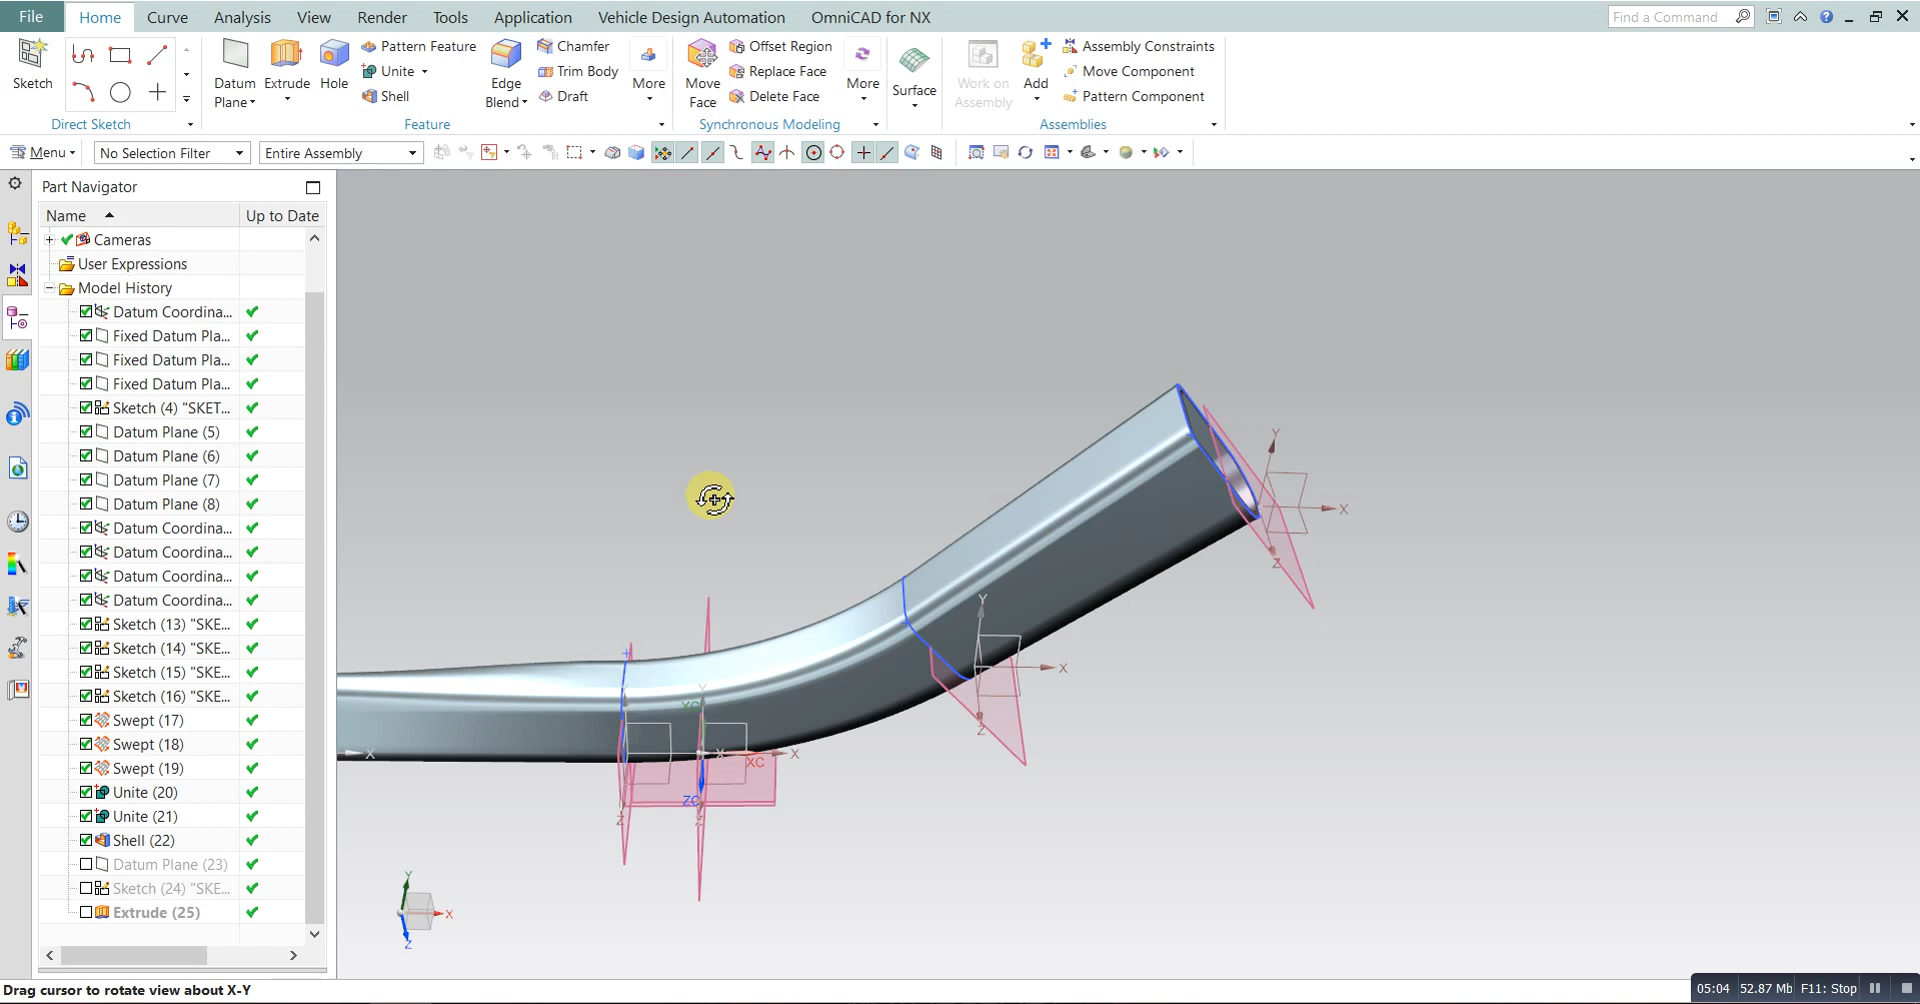 File
Home
Curve
Analysis
View
Render
Tools
Application
Vehicle Design Automation
OmniCAD for NX
Find a Command
Sketch
Direct Sketch
Datum Plane
Extrude
Hole
Pattern Feature
Unite
Shell
Edge Blend
Chamfer
Trim Body
Draft
More
Feature
Move Face
Offset Region
Replace Face
Delete Face
More
Synchronous Modeling
Surface
Work on Assembly
Add
Assembly Constraints
Move Component
Pattern Component
Assemblies
Menu
No Selection Filter
Entire Assembly
Part Navigator
Name
Up to Date
Cameras
User Expressions
Model History
Datum Coordina...
Fixed Datum Pla...
Fixed Datum Pla...
Fixed Datum Pla...
Sketch (4) "SKET...
Datum Plane (5)
Datum Plane (6)
Datum Plane (7)
Datum Plane (8)
Datum Coordina...
Datum Coordina...
Datum Coordina...
Datum Coordina...
Sketch (13) "SKE...
Sketch (14) "SKE...
Sketch (15) "SKE...
Sketch (16) "SKE...
Swept (17)
Swept (18)
Swept (19)
Unite (20)
Unite (21)
Shell (22)
Datum Plane (23)
Sketch (24) "SKE...
Extrude (25)
Y
X
Z
Y
X
Z
Y
YC
X
X
X
XC
ZC
Z
Z
Y
X
Z
Drag cursor to rotate view about X-Y
05:04
52.87 Mb
F11: Stop